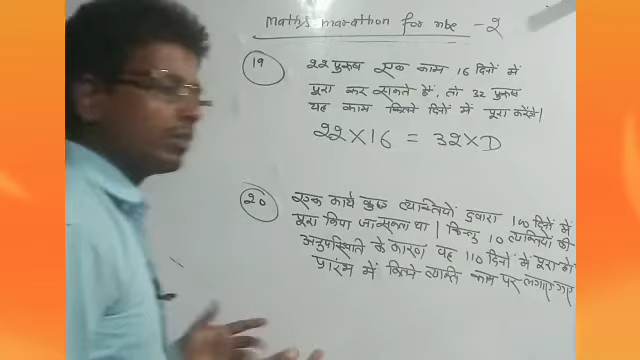 Maths marathon for nbe - 2
19 22 पुरुष एक काम 16 दिनों में
पूरा कर सकते हैं, तो 32 पुरुष
यह काम कितने दिनों में पूरा करेंगे।
22 × 16 = 32 × D
20 एक कार्य कुछ व्यक्तियों द्वारा 100 दिनों में
पूरा किया जा सकता था। किन्तु 10 व्यक्तियों की
अनुपस्थिति के कारण वह 110 दिनों में पूरा हो
प्रारंभ में कितने व्यक्ति काम पर लगाए गए